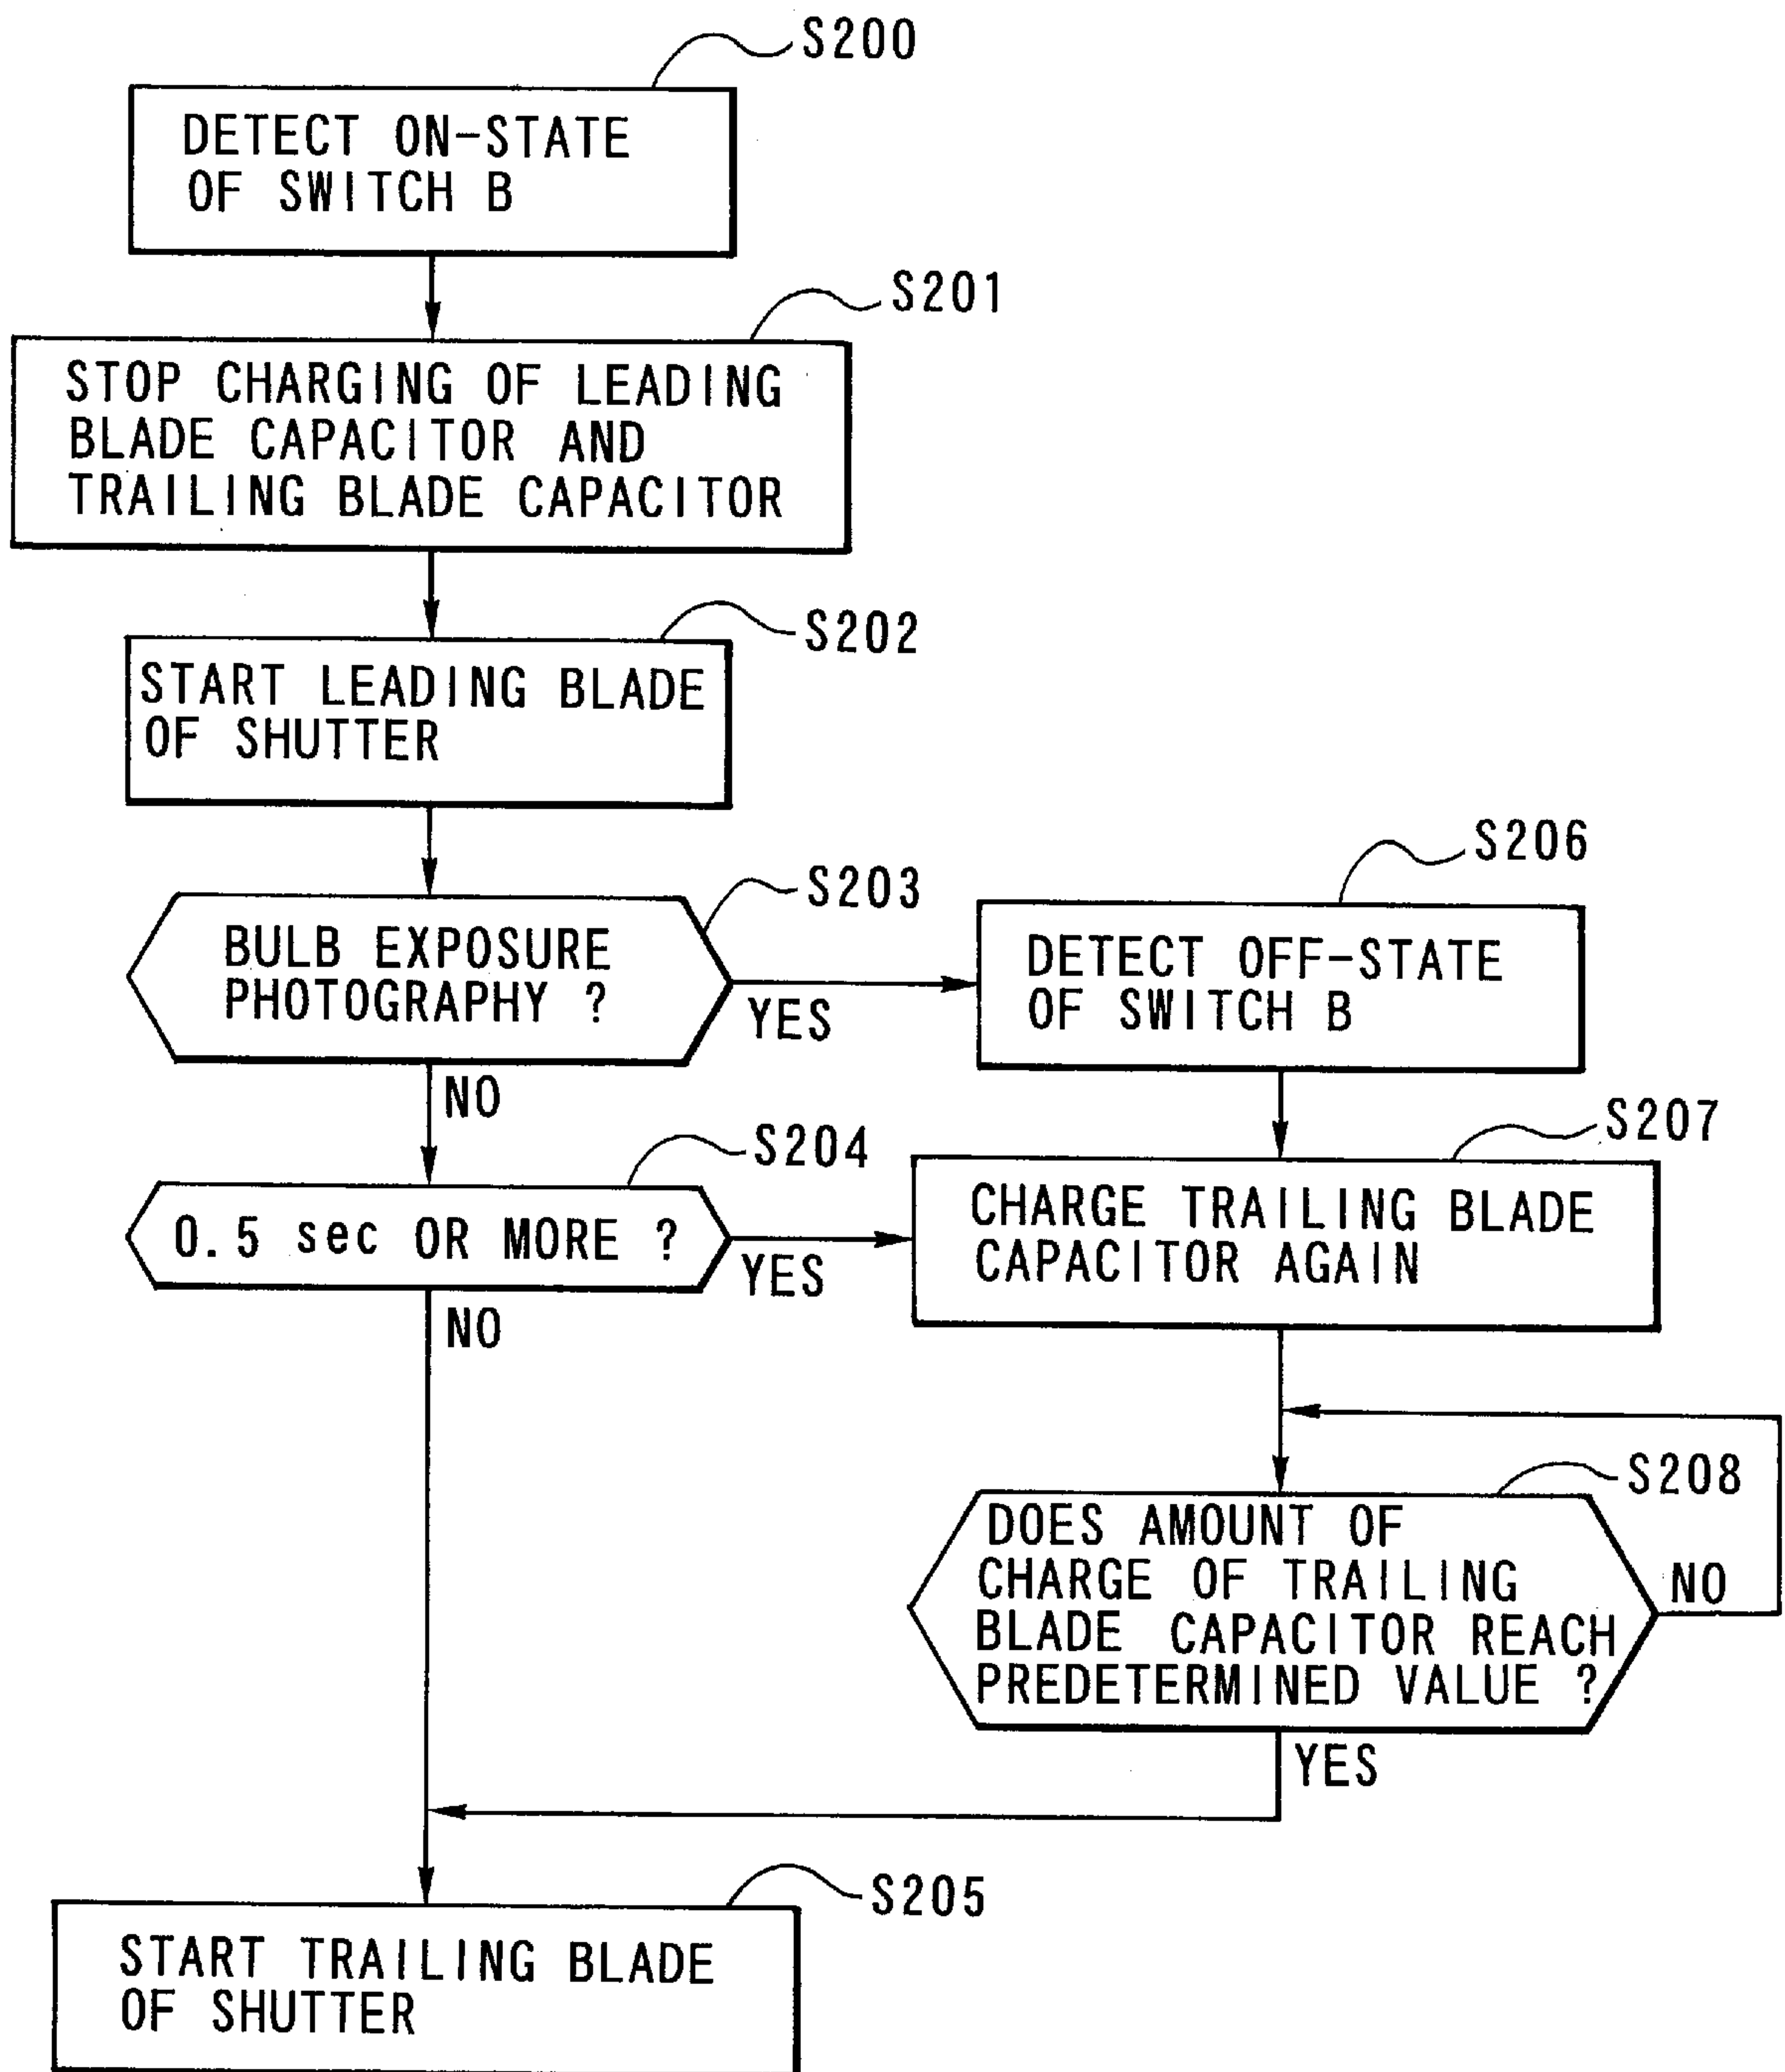 S200
DETECT ON-STATE
OF SWITCH B
S201
STOP CHARGING OF LEADING
BLADE CAPACITOR AND
TRAILING BLADE CAPACITOR
S202
START LEADING BLADE
OF SHUTTER
S203
BULB EXPOSURE
PHOTOGRAPHY ?
YES
NO
S206
DETECT OFF-STATE
OF SWITCH B
S204
0.5 sec OR MORE ?
YES
NO
S207
CHARGE TRAILING BLADE
CAPACITOR AGAIN
S208
DOES AMOUNT OF
CHARGE OF TRAILING
BLADE CAPACITOR REACH
PREDETERMINED VALUE ?
NO
YES
S205
START TRAILING BLADE
OF SHUTTER